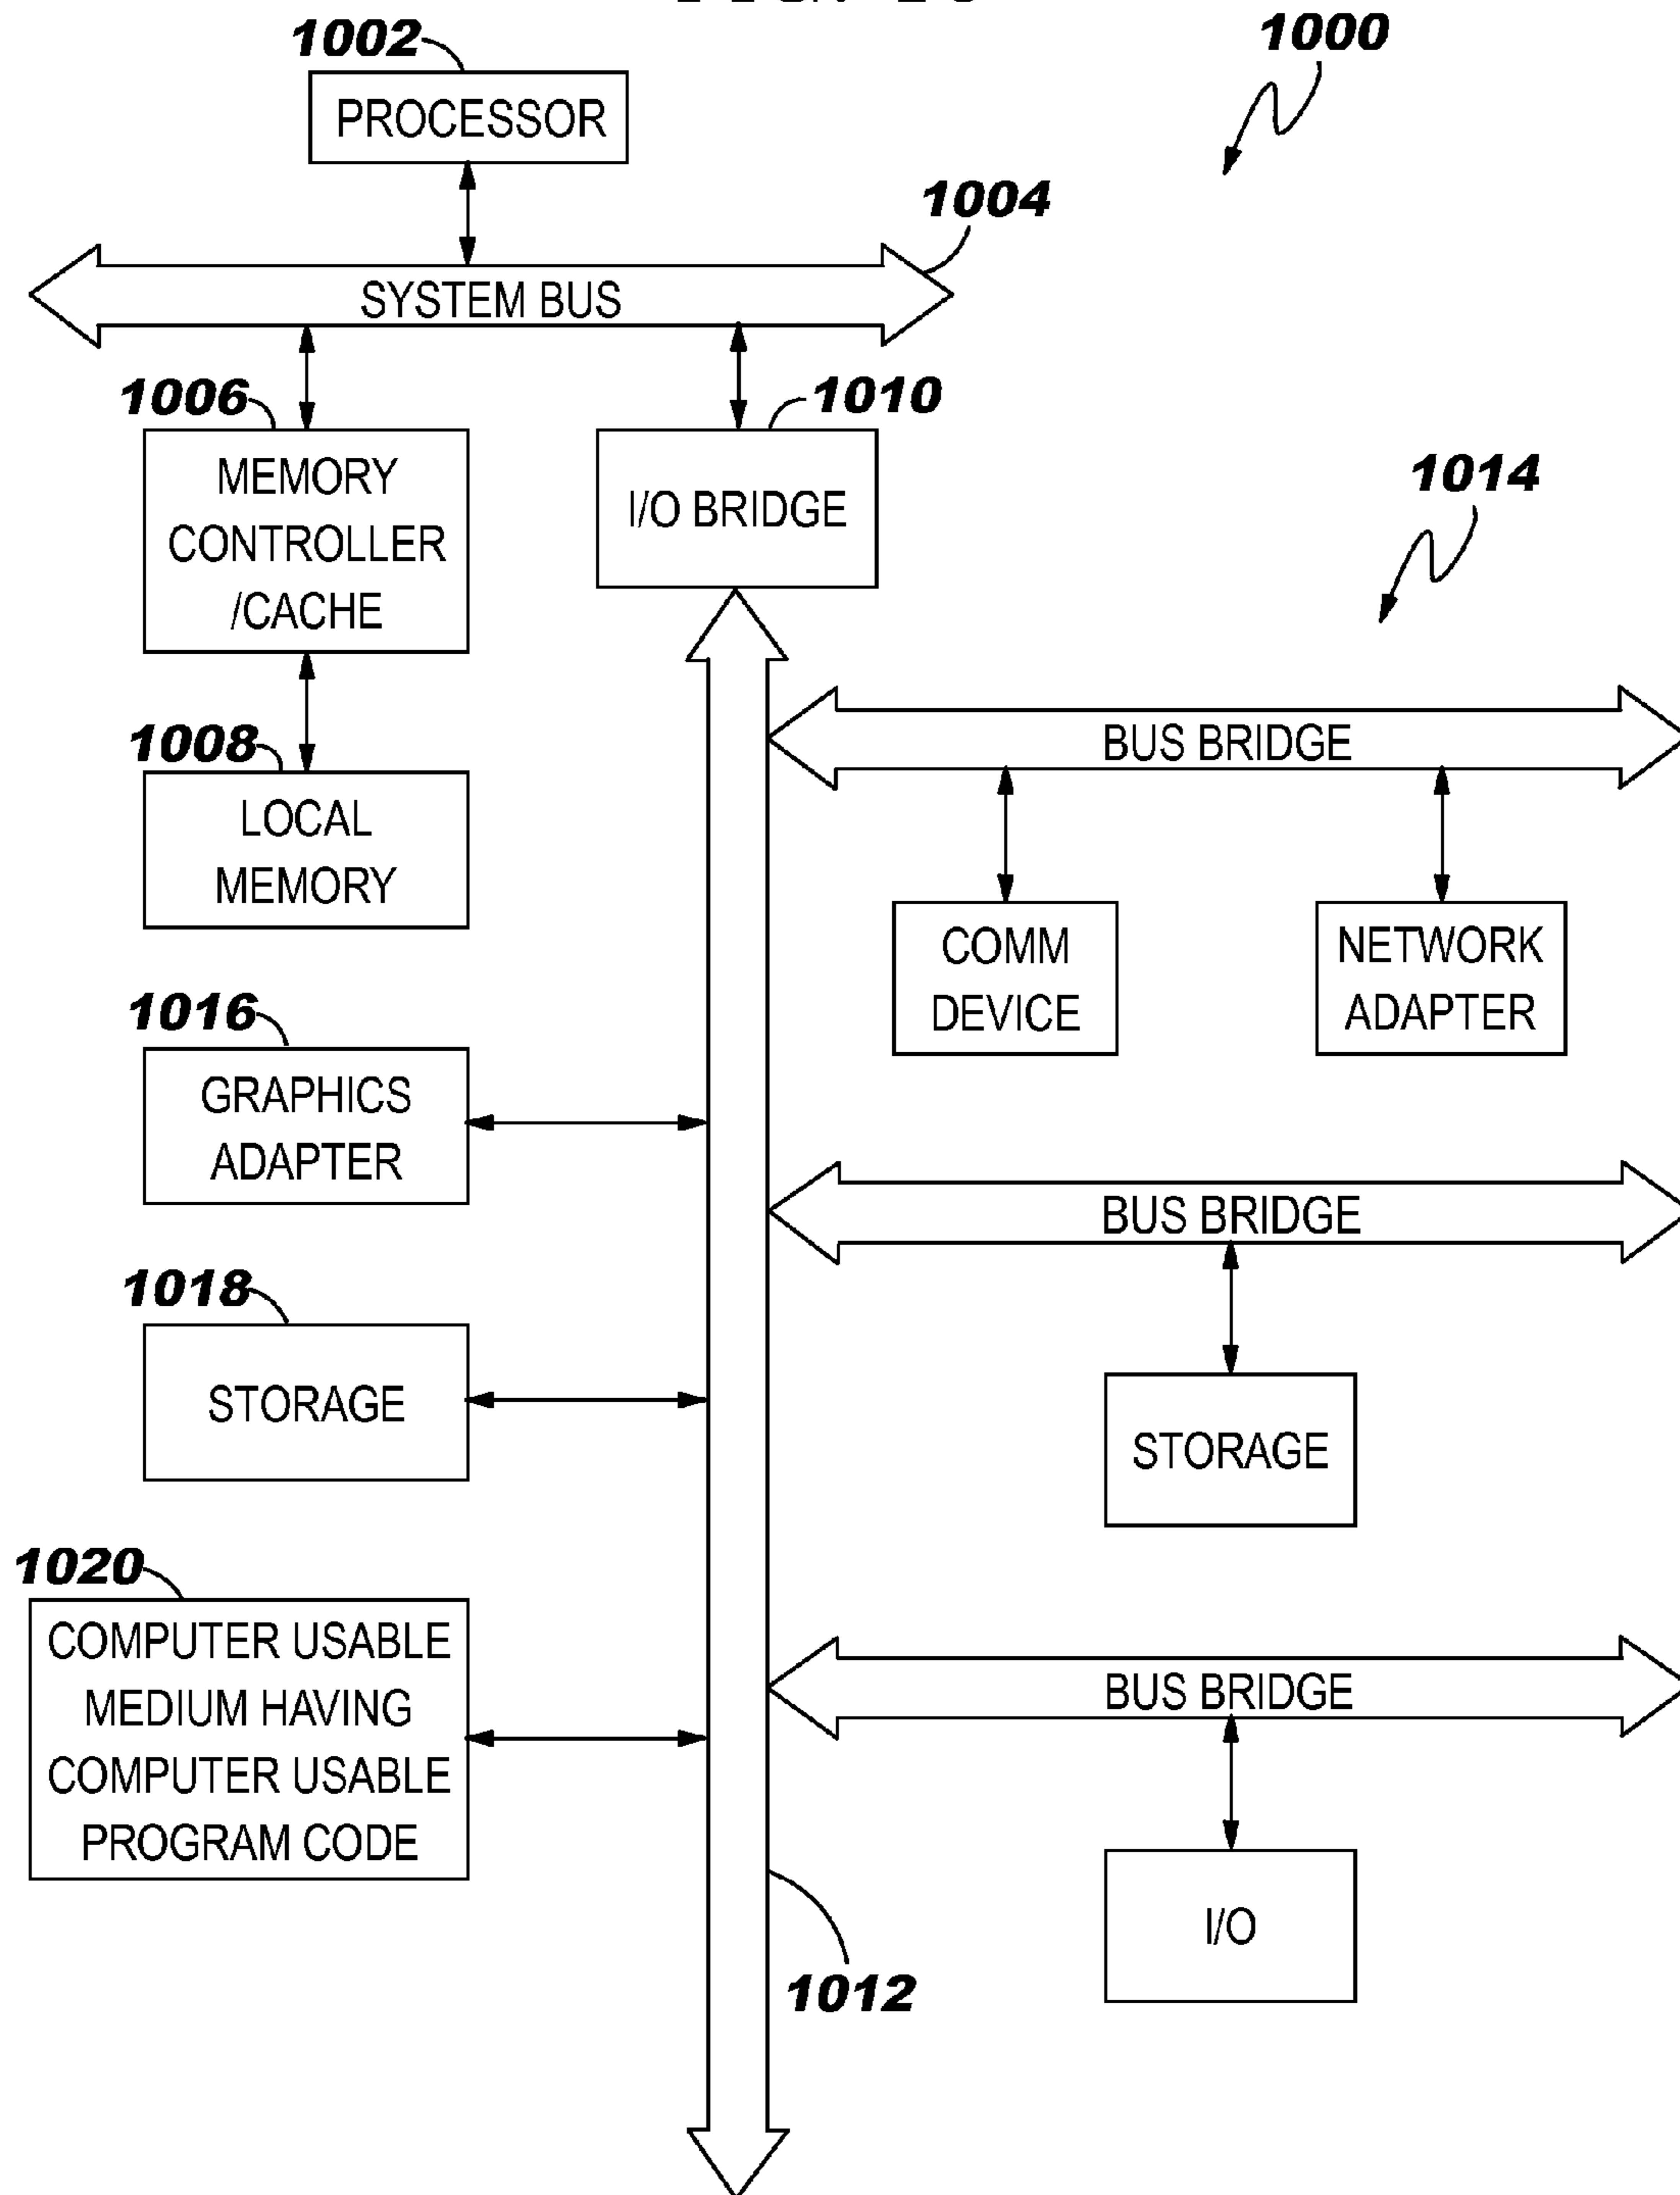 1002
1000
PROCESSOR
1004
SYSTEM BUS
1006
1010
MEMORY
CONTROLLER
/CACHE
I/O BRIDGE
1014
1008
LOCAL
MEMORY
BUS BRIDGE
COMM
DEVICE
NETWORK
ADAPTER
1016
GRAPHICS
ADAPTER
BUS BRIDGE
1018
STORAGE
STORAGE
1020
COMPUTER USABLE
MEDIUM HAVING
COMPUTER USABLE
PROGRAM CODE
BUS BRIDGE
I/O
1012